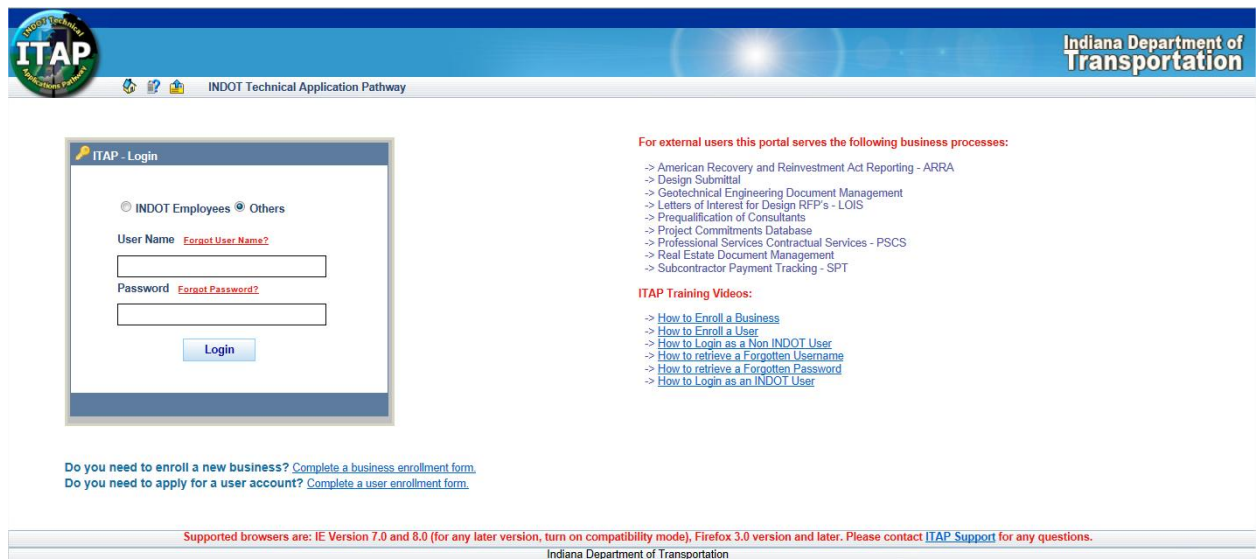 INDOT Technical
ITAP
Applications Pathway
Indiana Department of
Transportation
INDOT Technical Application Pathway
ITAP - Login
INDOT Employees Others
User Name Forgot User Name?
Password Forgot Password?
Login
For external users this portal serves the following business processes:
-> American Recovery and Reinvestment Act Reporting - ARRA
-> Design Submittal
-> Geotechnical Engineering Document Management
-> Letters of Interest for Design RFP's - LOIS
-> Prequalification of Consultants
-> Project Commitments Database
-> Professional Services Contractual Services - PSCS
-> Real Estate Document Management
-> Subcontractor Payment Tracking - SPT
ITAP Training Videos:
-> How to Enroll a Business
-> How to Enroll a User
-> How to Login as a Non INDOT User
-> How to retrieve a Forgotten Username
-> How to retrieve a Forgotten Password
-> How to Login as an INDOT User
Do you need to enroll a new business? Complete a business enrollment form.
Do you need to apply for a user account? Complete a user enrollment form.
Supported browsers are: IE Version 7.0 and 8.0 (for any later version, turn on compatibility mode), Firefox 3.0 version and later. Please contact ITAP Support for any questions.
Indiana Department of Transportation